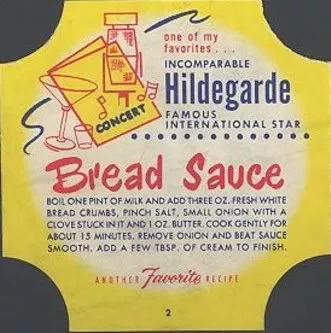 one of my
favorites . . .
INCOMPARABLE
Hildegarde
FAMOUS
INTERNATIONAL STAR
CONCERT
Bread Sauce
BOIL ONE PINT OF MILK AND ADD THREE OZ. FRESH WHITE
BREAD CRUMBS, PINCH SALT, SMALL ONION WITH A
CLOVE STUCK IN IT AND 1 OZ. BUTTER. COOK GENTLY FOR
ABOUT 15 MINUTES. REMOVE ONION AND BEAT SAUCE
SMOOTH. ADD A FEW TBSP. OF CREAM TO FINISH.
ANOTHER Favorite RECIPE
2